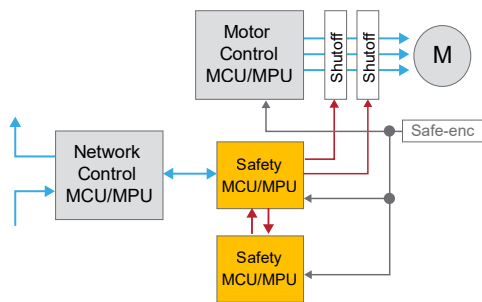 Motor
Control
MCU/MPU
Shutoff
Shutoff
M
Safe-enc
Network
Control
MCU/MPU
Safety
MCU/MPU
Safety
MCU/MPU